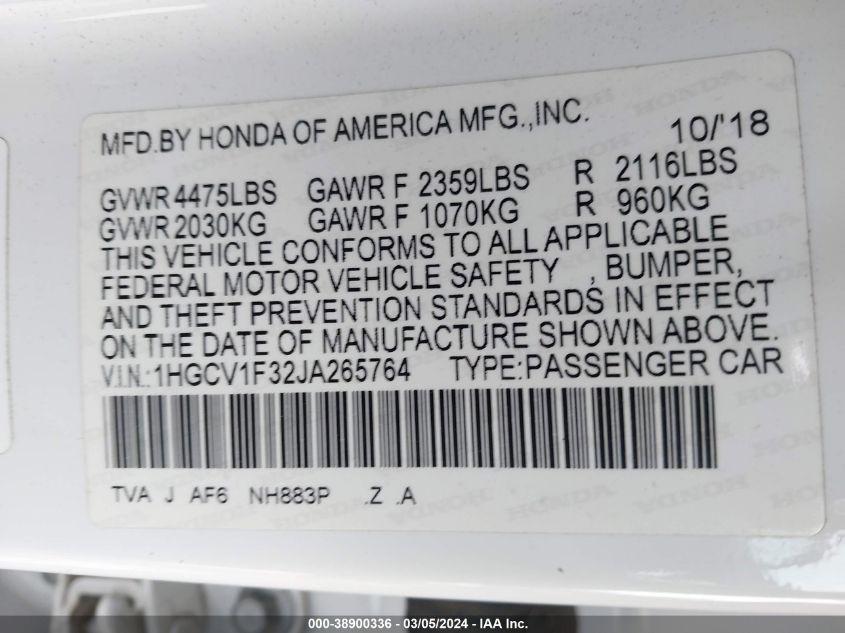 MFD.BY HONDA OF AMERICA MFG.,INC. 10/'18
GVWR 4475LBS GAWR F 2359LBS R 2116LBS
GVWR 2030KG GAWR F 1070KG R 960KG
THIS VEHICLE CONFORMS TO ALL APPLICABLE
FEDERAL MOTOR VEHICLE SAFETY , BUMPER,
AND THEFT PREVENTION STANDARDS IN EFFECT
ON THE DATE OF MANUFACTURE SHOWN ABOVE.
V.I.N.:1HGCV1F32JA265764 TYPE:PASSENGER CAR
TVA J AF6 NH883P .Z .A
000-38900336 - 03/05/2024 - IAA Inc.